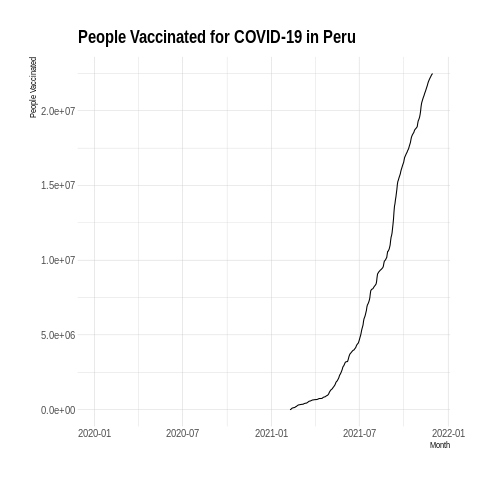 People Vaccinated for COVID-19 in Peru
People Vaccinated
2.0e+07
1.5e+07
1.0e+07
5.0e+06
0.0e+00
2020-01 2020-07 2021-01 2021-07 2022-01
Month